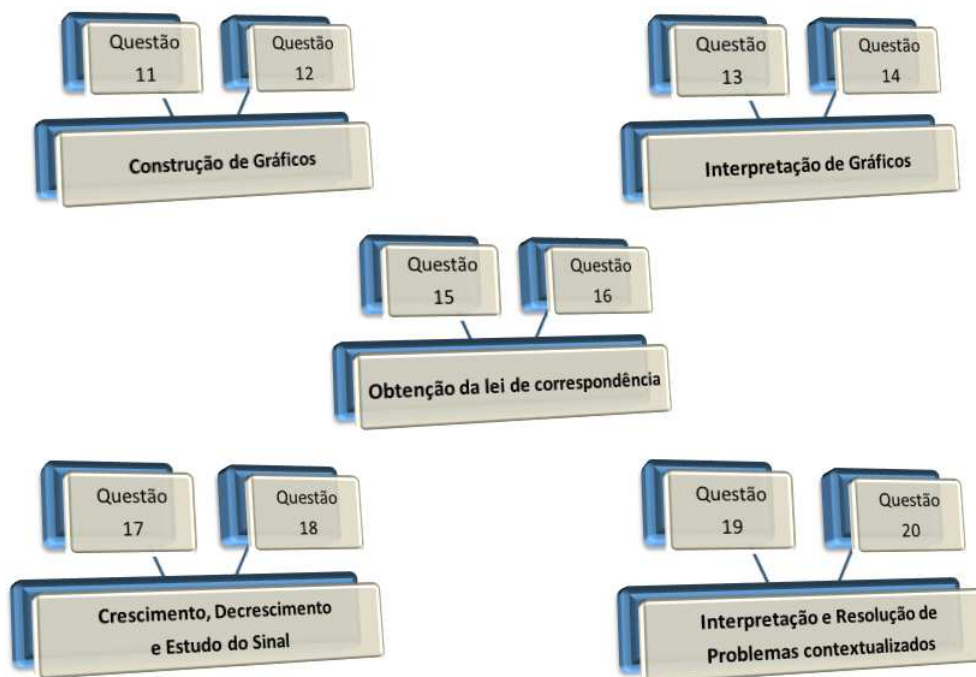 Questão
11
Questão
12
Construção de Gráficos
Questão
13
Questão
14
Interpretação de Gráficos
Questão
15
Questão
16
Obtenção da lei de correspondência
Questão
17
Questão
18
Crescimento, Decrescimento
e Estudo do Sinal
Questão
19
Questão
20
Interpretação e Resolução de
Problemas contextualizados